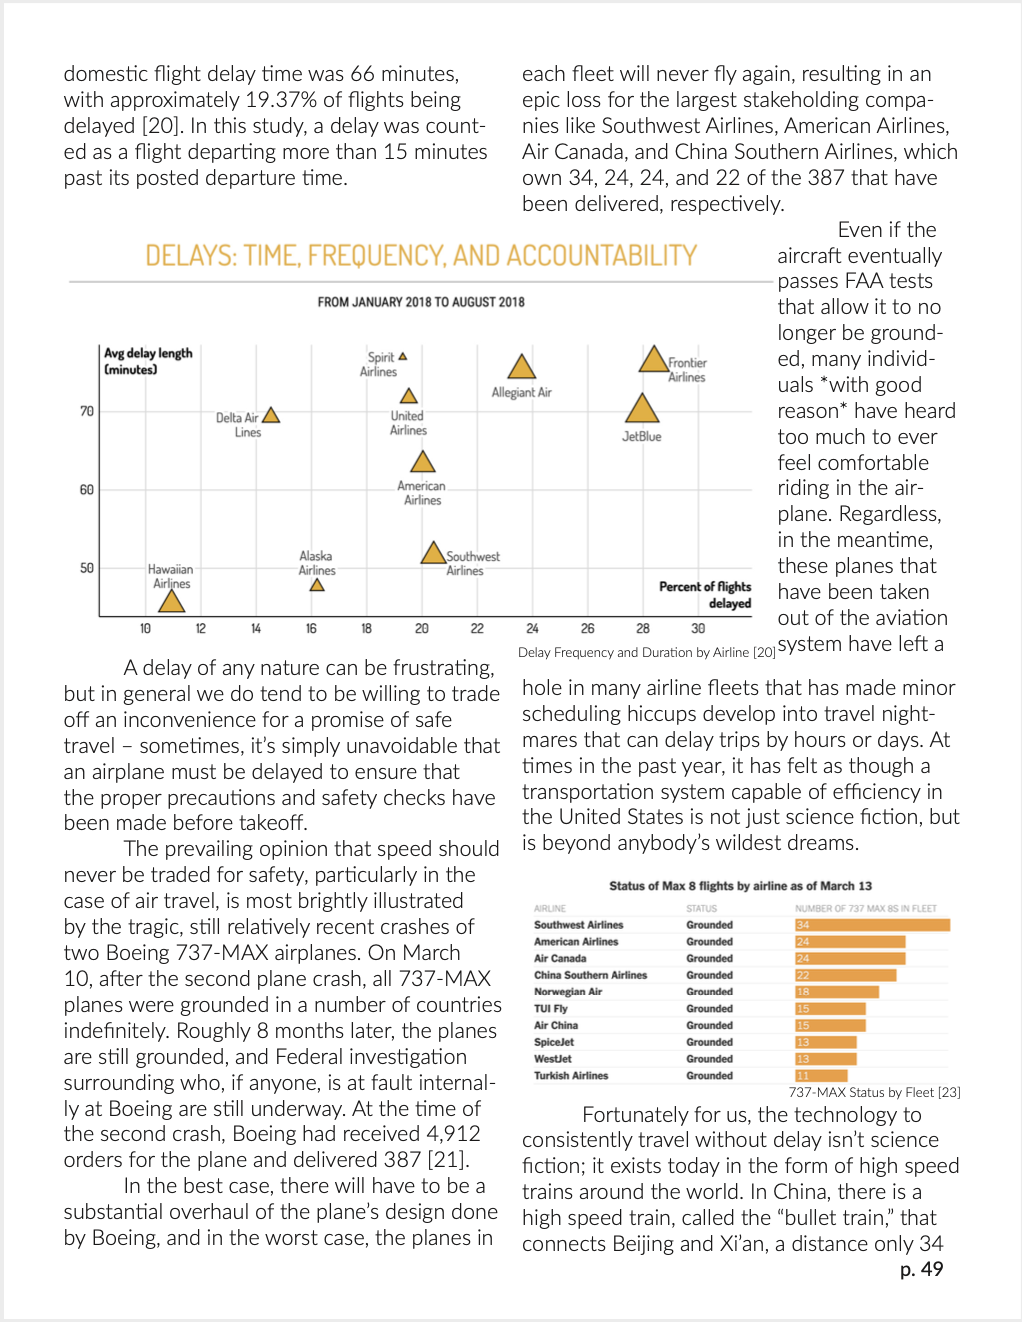 domestic flight delay time was 66 minutes,
with approximately 19.37% of flights being
delayed [20]. In this study, a delay was count-
ed as a flight departing more than 15 minutes
past its posted departure time.
DELAYS: TIME, FREQUENCY, AND ACCOUNTABILITY
FROM JANUARY 2018 TO AUGUST 2018
Avg delay length
(minutes)
70
60
50
Spirit
Airlines
Allegiant Air
Frontier
Airlines
Delta Air
Lines
United
Airlines
JetBlue
American
Airlines
Southwest
Airlines
Alaska
Airlines
Hawaiian
Airlines
Percent of flights
delayed
10 12 14 16 18 20 22 24 26 28 30
Delay Frequency and Duration by Airline [20]
A delay of any nature can be frustrating,
but in general we do tend to be willing to trade
off an inconvenience for a promise of safe
travel – sometimes, it’s simply unavoidable that
an airplane must be delayed to ensure that
the proper precautions and safety checks have
been made before takeoff.
The prevailing opinion that speed should
never be traded for safety, particularly in the
case of air travel, is most brightly illustrated
by the tragic, still relatively recent crashes of
two Boeing 737-MAX airplanes. On March
10, after the second plane crash, all 737-MAX
planes were grounded in a number of countries
indefinitely. Roughly 8 months later, the planes
are still grounded, and Federal investigation
surrounding who, if anyone, is at fault internal-
ly at Boeing are still underway. At the time of
the second crash, Boeing had received 4,912
orders for the plane and delivered 387 [21].
In the best case, there will have to be a
substantial overhaul of the plane’s design done
by Boeing, and in the worst case, the planes in
each fleet will never fly again, resulting in an
epic loss for the largest stakeholding compa-
nies like Southwest Airlines, American Airlines,
Air Canada, and China Southern Airlines, which
own 34, 24, 24, and 22 of the 387 that have
been delivered, respectively.
Even if the
aircraft eventually
passes FAA tests
that allow it to no
longer be ground-
ed, many individ-
uals *with good
reason* have heard
too much to ever
feel comfortable
riding in the air-
plane. Regardless,
in the meantime,
these planes that
have been taken
out of the aviation
system have left a
hole in many airline fleets that has made minor
scheduling hiccups develop into travel night-
mares that can delay trips by hours or days. At
times in the past year, it has felt as though a
transportation system capable of efficiency in
the United States is not just science fiction, but
is beyond anybody’s wildest dreams.
Status of Max 8 flights by airline as of March 13
AIRLINE STATUS NUMBER OF 737 MAX 8S IN FLEET
Southwest Airlines Grounded 34
American Airlines Grounded 24
Air Canada Grounded 24
China Southern Airlines Grounded 22
Norwegian Air Grounded 18
TUI Fly Grounded 15
Air China Grounded 15
SpiceJet Grounded 13
WestJet Grounded 13
Turkish Airlines Grounded 11
737-MAX Status by Fleet [23]
Fortunately for us, the technology to
consistently travel without delay isn’t science
fiction; it exists today in the form of high speed
trains around the world. In China, there is a
high speed train, called the “bullet train,” that
connects Beijing and Xi’an, a distance only 34
p. 49